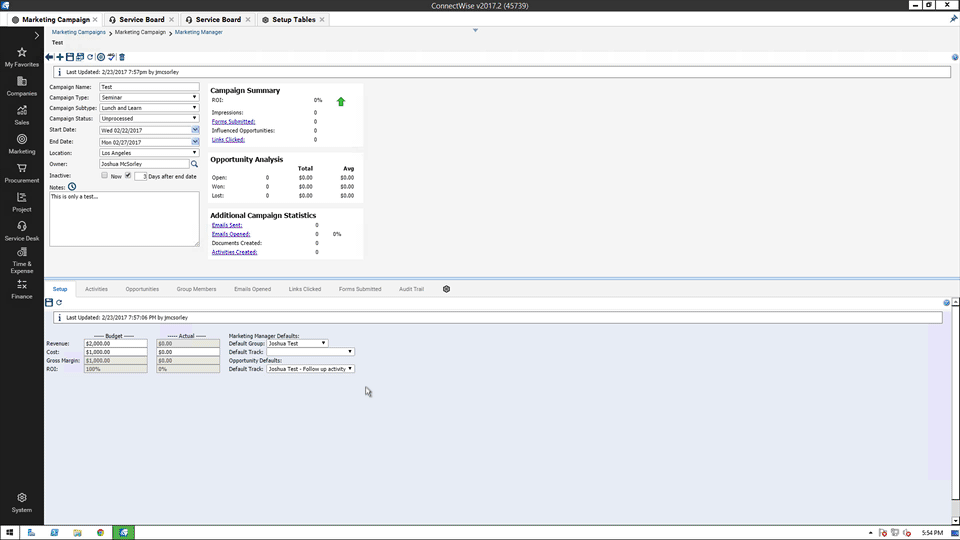 ConnectWise v2017.2 (45739)
Marketing Campaign Service Board Service Board Setup Tables
Marketing Campaigns > Marketing Campaign > Marketing Manager
Test
My Favorites
Companies
Sales
Marketing
Procurement
Project
Service Desk
Time & Expense
Finance
System
Last Updated: 2/23/2017 7:57pm by jmcsorley
Campaign Name: Test
Campaign Type: Seminar
Campaign Subtype: Lunch and Learn
Campaign Status: Unprocessed
Start Date: Wed 02/22/2017
End Date: Mon 02/27/2017
Location: Los Angeles
Owner: Joshua McSorley
Inactive: Now 3 Days after end date
Notes:
This is only a test...
Campaign Summary
ROI: 0%
Impressions: 0
Forms Submitted: 0
Influenced Opportunities: 0
Links Clicked: 0
Opportunity Analysis
Total Avg
Open: 0 $0.00 $0.00
Won: 0 $0.00 $0.00
Lost: 0 $0.00 $0.00
Additional Campaign Statistics
Emails Sent: 0
Emails Opened: 0 0%
Documents Created: 0
Activities Created: 0
Setup Activities Opportunities Group Members Emails Opened Links Clicked Forms Submitted Audit Trail
Last Updated: 2/23/2017 7:57:06 PM by jmcsorley
----- Budget ----- ----- Actual -----
Revenue: $2,000.00 $0.00
Cost: $1,000.00 $0.00
Gross Margin: $1,000.00 $0.00
ROI: 100% 0%
Marketing Manager Defaults:
Default Group: Joshua Test
Default Track:
Opportunity Defaults:
Default Track: Joshua Test - Follow up activity
5:54 PM